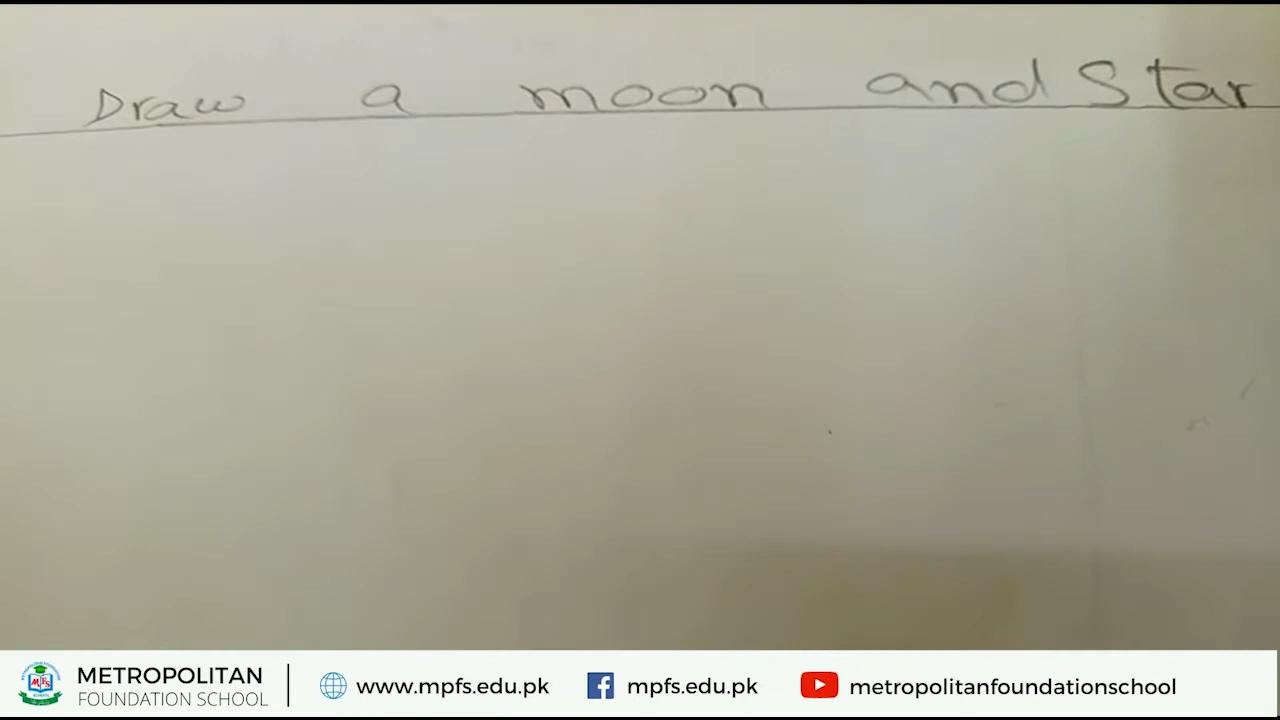 Draw a moon and Star
METROPOLITAN
FOUNDATION SCHOOL
www.mpfs.edu.pk
mpfs.edu.pk
metropolitanfoundationschool